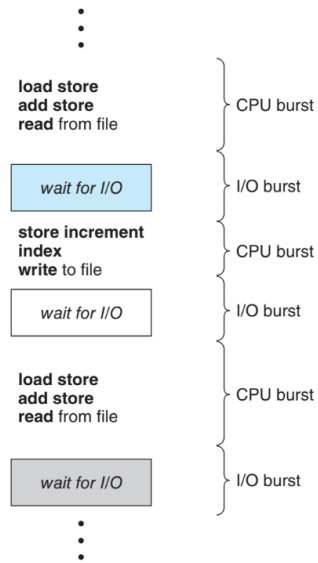 load store
add store
read from file
CPU burst
wait for I/O
I/O burst
store increment
index
write to file
CPU burst
wait for I/O
I/O burst
load store
add store
read from file
CPU burst
wait for I/O
I/O burst